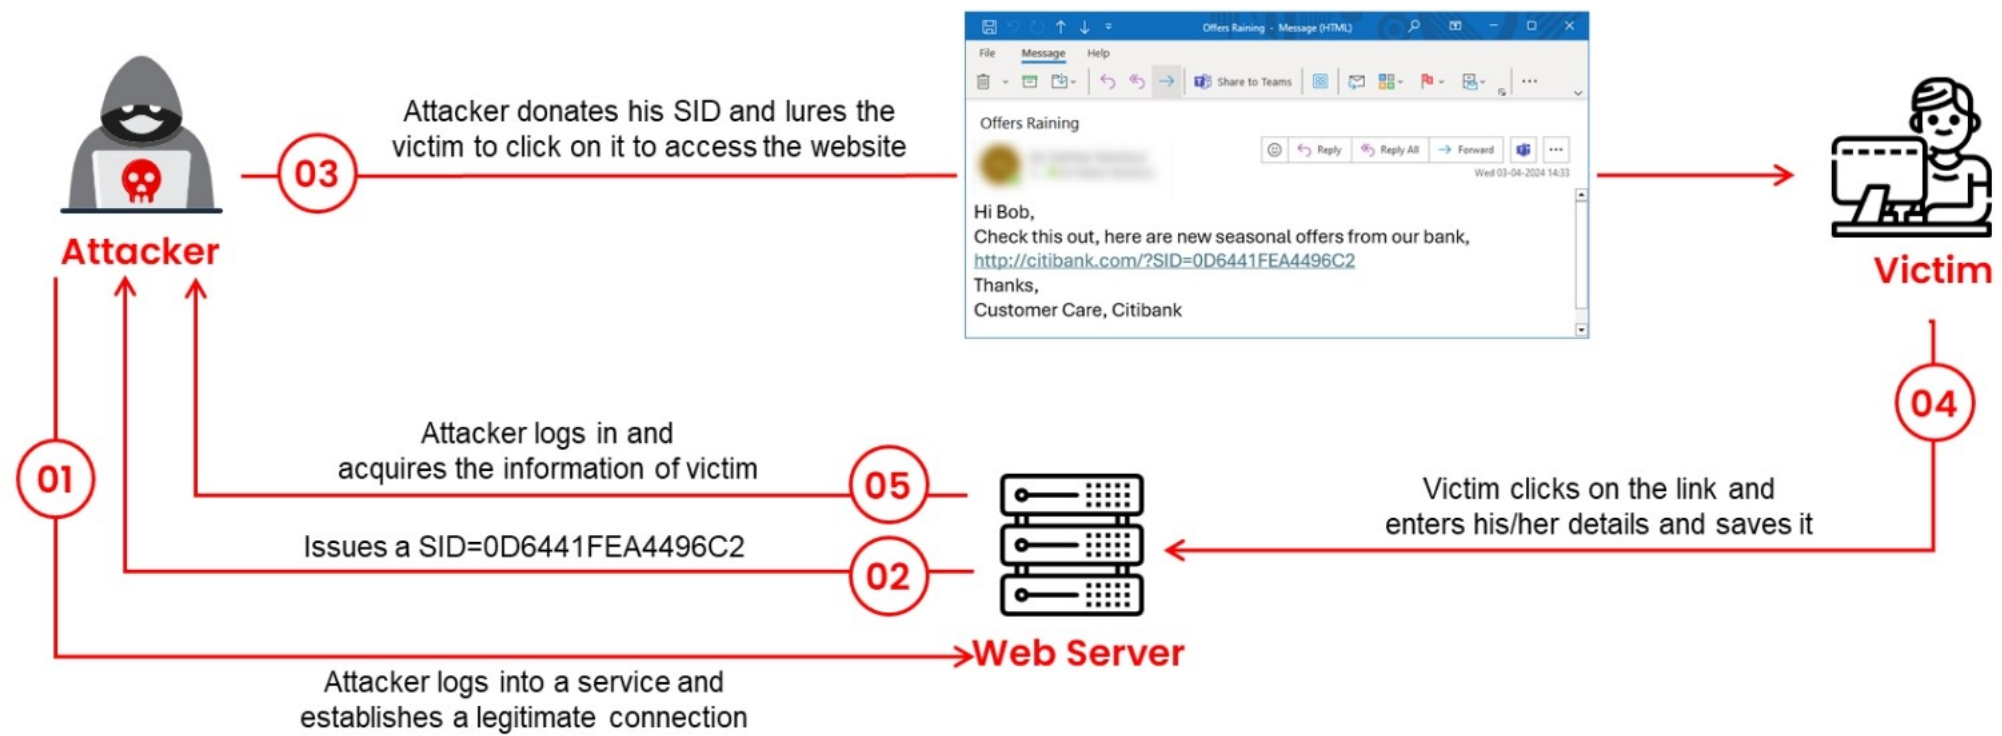 Offers Raining - Message (HTML)
File Message Help
Share to Teams
Offers Raining
Reply Reply All Forward
Wed 03-04-2024 14:33
Hi Bob,
Check this out, here are new seasonal offers from our bank,
http://citibank.com/?SID=0D6441FEA4496C2
Thanks,
Customer Care, Citibank
Attacker donates his SID and lures the
victim to click on it to access the website
03
Attacker
Victim
04
01
Attacker logs in and
acquires the information of victim
05
Victim clicks on the link and
enters his/her details and saves it
Issues a SID=0D6441FEA4496C2
02
Web Server
Attacker logs into a service and
establishes a legitimate connection